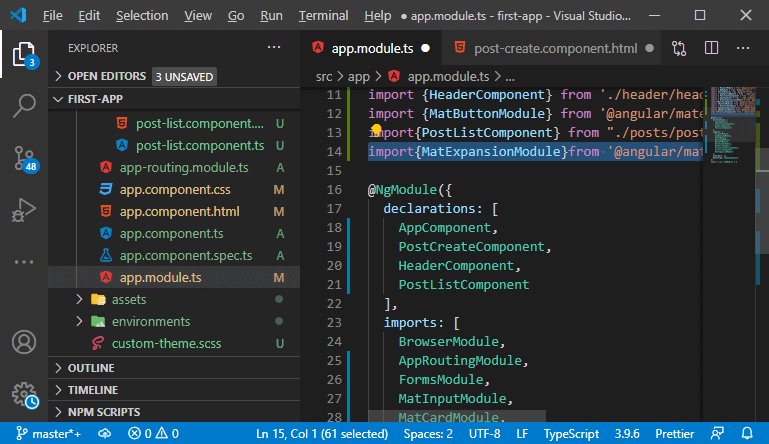 File Edit Selection View Go Run Terminal Help ● app.module.ts - first-app - Visual Studio...
EXPLORER ...
OPEN EDITORS 3 UNSAVED
FIRST-APP
post-list.component.... U
post-list.component.ts U
app-routing.module.ts A
app.component.css M
app.component.html M
app.component.ts A
app.component.spec.ts A
app.module.ts M
assets
environments
custom-theme.scss U
OUTLINE
TIMELINE
NPM SCRIPTS
3
48
app.module.ts ● post-create.component.html ● ...
src > app > app.module.ts > ...
11 import {HeaderComponent} from './header/head
12 import {MatButtonModule} from '@angular/mate
13 import{PostListComponent} from "./posts/post
14 import{MatExpansionModule}from '@angular/mat
15
16 @NgModule({
17 declarations: [
18 AppComponent,
19 PostCreateComponent,
20 HeaderComponent,
21 PostListComponent
22 ],
23 imports: [
24 BrowserModule,
25 AppRoutingModule,
26 FormsModule,
27 MatInputModule,
28 MatCardModule,
master*+ 0 0 Ln 15, Col 1 (61 selected) Spaces: 2 UTF-8 LF TypeScript 3.9.6 Prettier